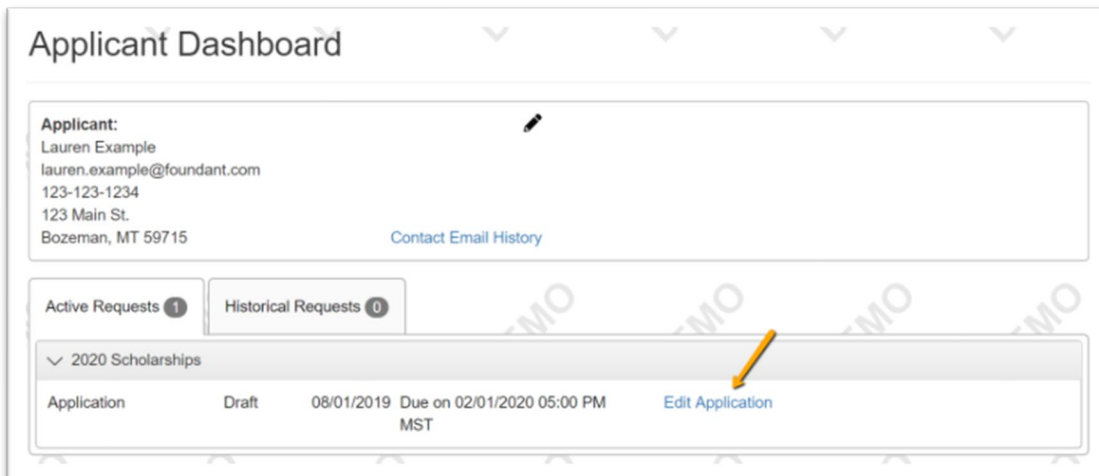 Applicant Dashboard
Applicant:
Lauren Example
lauren.example@foundant.com
123-123-1234
123 Main St.
Bozeman, MT 59715
Contact Email History
Active Requests 1
Historical Requests 0
2020 Scholarships
Application Draft 08/01/2019 Due on 02/01/2020 05:00 PM MST Edit Application